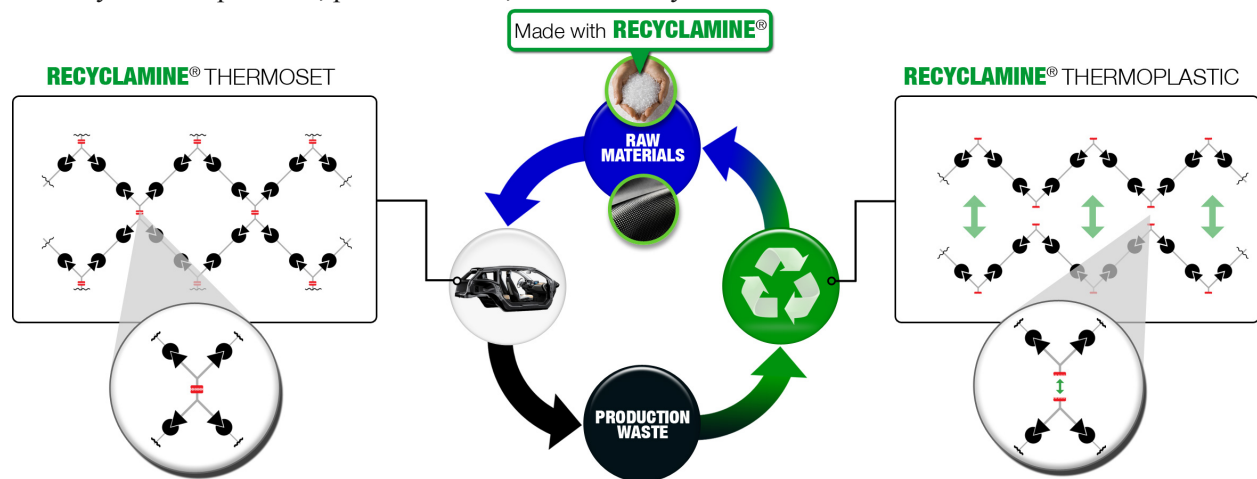 Made with RECYCLAMINE®
RECYCLAMINE® THERMOSET
RECYCLAMINE® THERMOPLASTIC
RAW
MATERIALS
PRODUCTION
WASTE